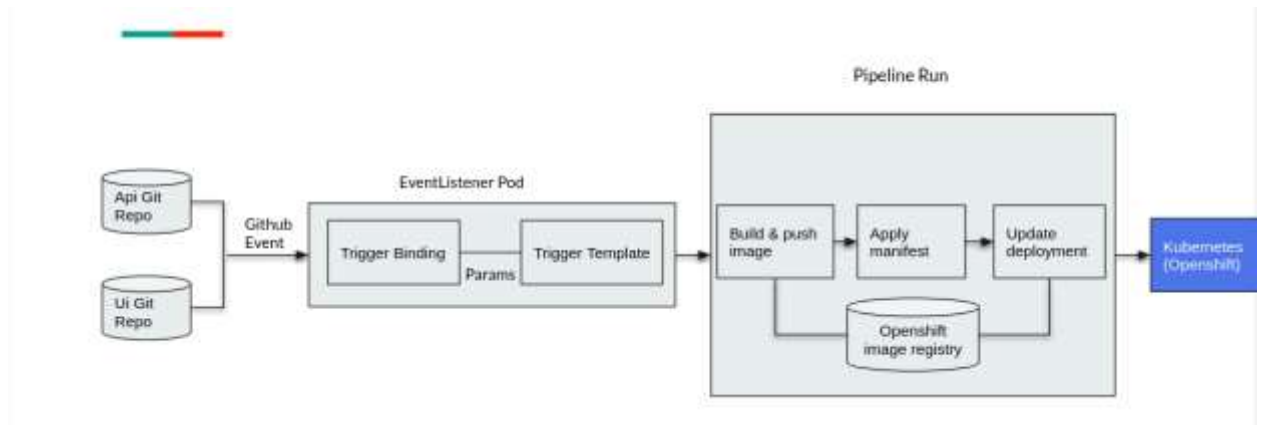 Pipeline Run
EventListener Pod
Api Git
Repo
Github
Event
Ui Git
Repo
Trigger Binding
Params
Trigger Template
Build & push
image
Apply
manifest
Update
deployment
Openshift
image registry
Kubernetes
(Openshift)